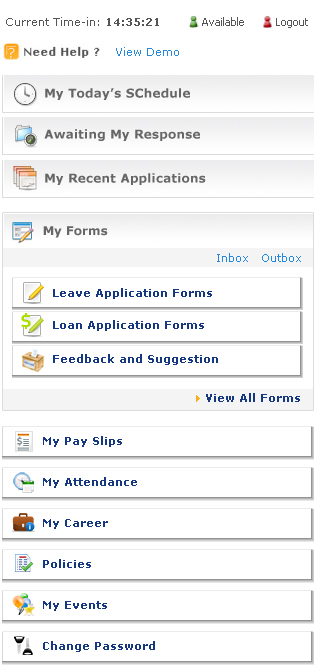 Current Time-in: 14:35:21 Available Logout
Need Help ? View Demo
My Today's SChedule
Awaiting My Response
My Recent Applications
My Forms
Inbox Outbox
Leave Application Forms
Loan Application Forms
Feedback and Suggestion
View All Forms
My Pay Slips
My Attendance
My Career
Policies
My Events
Change Password